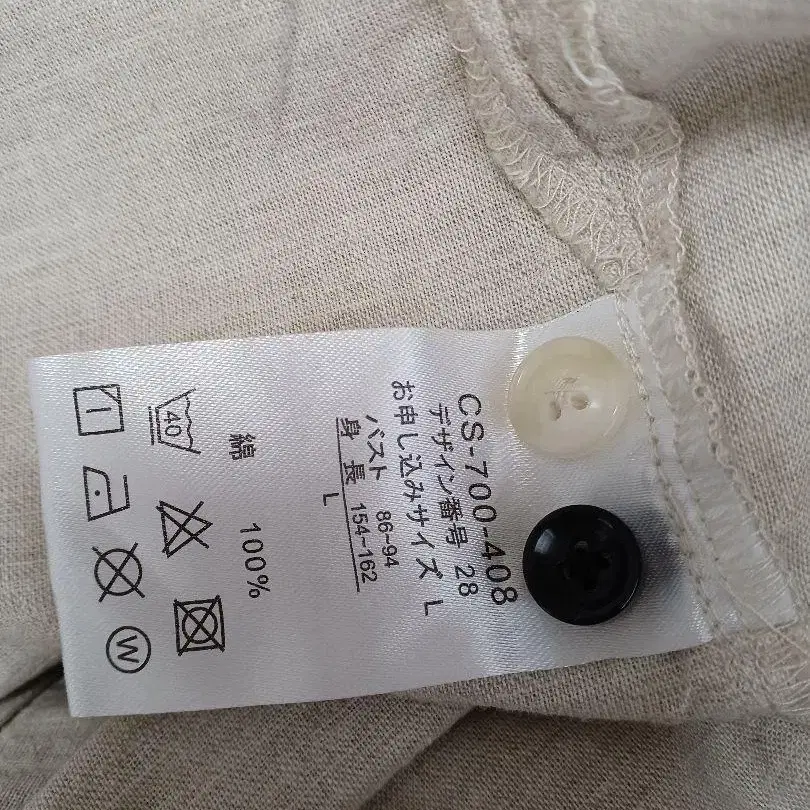 CS-700-408
デザイン番号 28
お申し込みサイズ L
バスト 86-94
身長 154-162
L
綿 100%
40
W